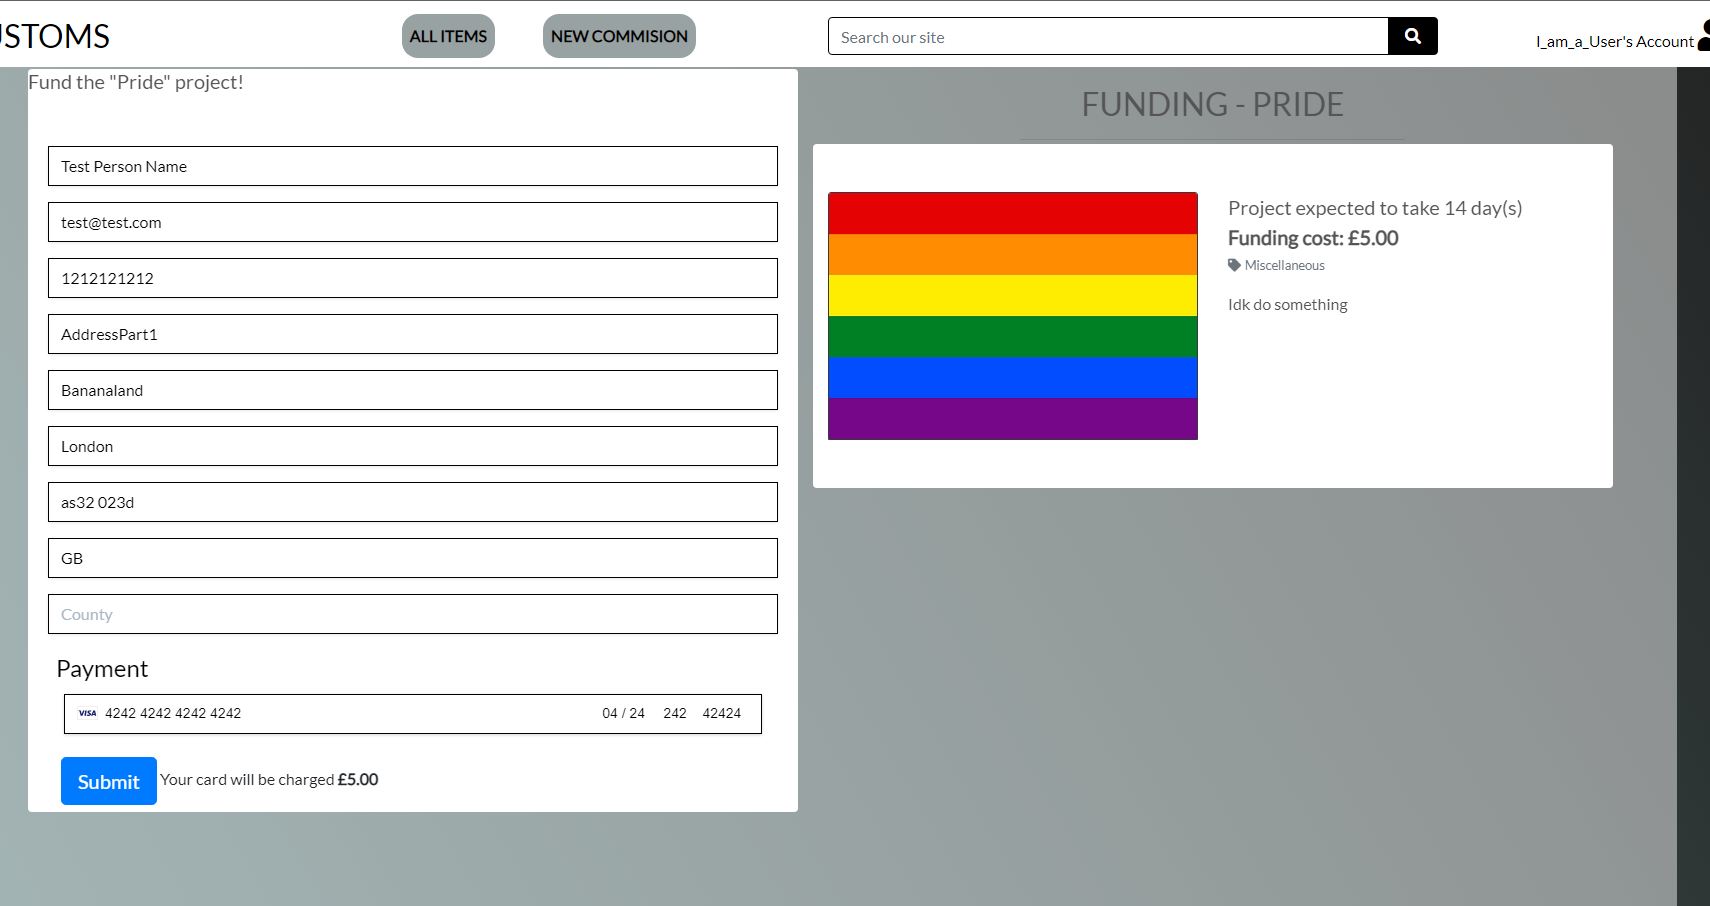 USTOMS
ALL ITEMS
NEW COMMISION
Search our site
I_am_a_User's Account
Fund the "Pride" project!
Test Person Name
test@test.com
1212121212
AddressPart1
Bananaland
London
as32 023d
GB
County
Payment
VISA 4242 4242 4242 4242 04 / 24 242 42424
Submit Your card will be charged £5.00
FUNDING - PRIDE
Project expected to take 14 day(s)
Funding cost: £5.00
Miscellaneous
Idk do something